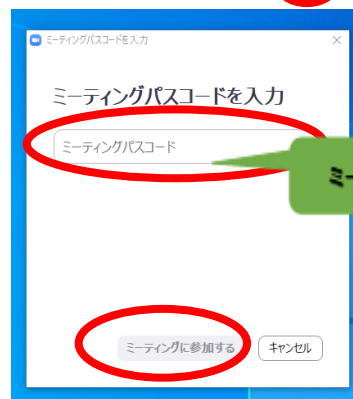 ミーティングパスコードを入力
ミーティングパスコードを入力
ミーティングパスコード
ミー
ミーティングに参加する
キャンセル